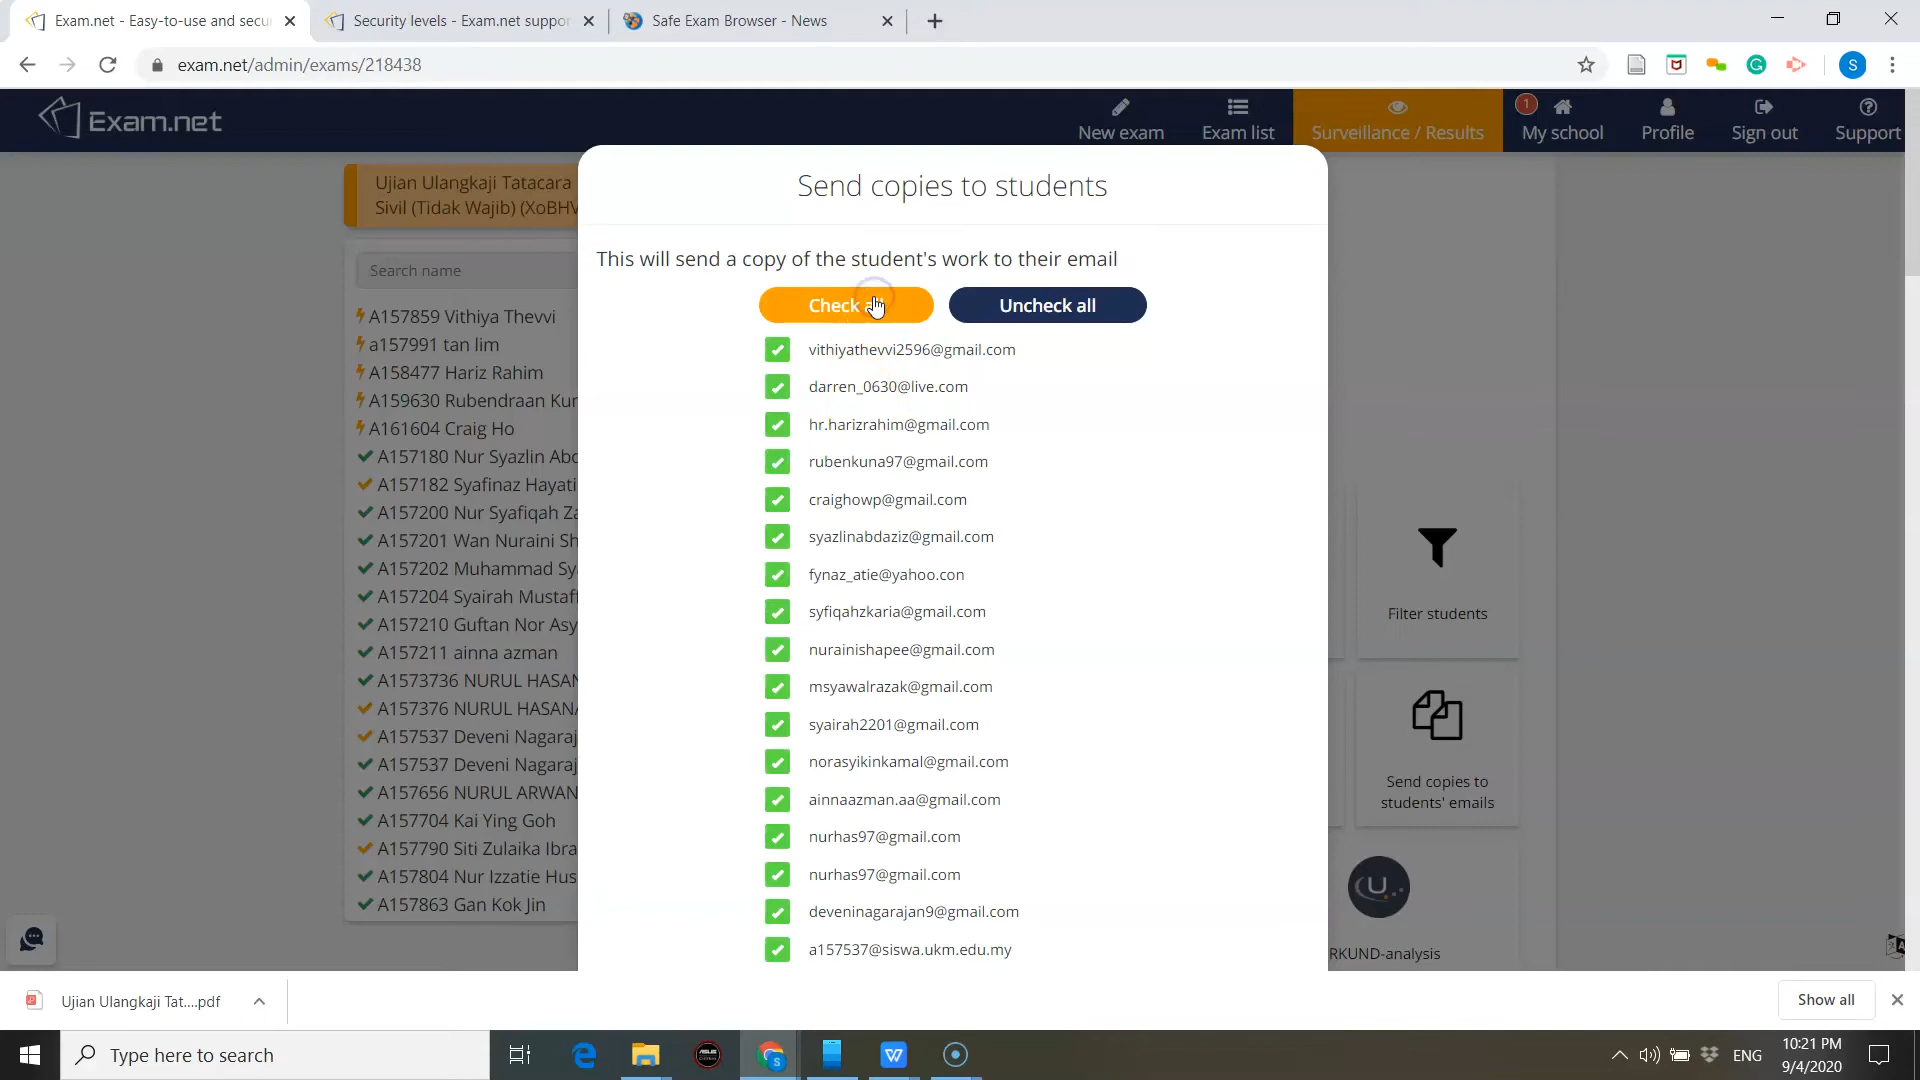 Exam.net - Easy-to-use and secu
Security levels - Exam.net suppo
Safe Exam Browser - News
exam.net/admin/exams/218438
S
Exam.net
New exam
Exam list
Surveillance / Results
1
My school
Profile
Sign out
Support
Ujian Ulangkaji Tatacara
Sivil (Tidak Wajib) (XoBHV
Search name
A157859 Vithiya Thevvi
a157991 tan lim
A158477 Hariz Rahim
A159630 Rubendraan Kur
A161604 Craig Ho
A157180 Nur Syazlin Abd
A157182 Syafinaz Hayati
A157200 Nur Syafiqah Za
A157201 Wan Nuraini Sh
A157202 Muhammad Sya
A157204 Syairah Mustaff
A157210 Guftan Nor Asy
A157211 ainna azman
A1573736 NURUL HASAN
A157376 NURUL HASANA
A157537 Deveni Nagaraj
A157537 Deveni Nagaraj
A157656 NURUL ARWAN
A157704 Kai Ying Goh
A157790 Siti Zulaika Ibra
A157804 Nur Izzatie Hus
A157863 Gan Kok Jin
Send copies to students
This will send a copy of the student's work to their email
Check
Uncheck all
vithiyathevvi2596@gmail.com
darren_0630@live.com
hr.harizrahim@gmail.com
rubenkuna97@gmail.com
craighowp@gmail.com
syazlinabdaziz@gmail.com
fynaz_atie@yahoo.con
syfiqahzkaria@gmail.com
nurainishapee@gmail.com
msyawalrazak@gmail.com
syairah2201@gmail.com
norasyikinkamal@gmail.com
ainnaazman.aa@gmail.com
nurhas97@gmail.com
nurhas97@gmail.com
deveninagarajan9@gmail.com
a157537@siswa.ukm.edu.my
Filter students
Send copies to
students' emails
U
RKUND-analysis
Ujian Ulangkaji Tat....pdf
Show all
Type here to search
ENG
10:21 PM
9/4/2020